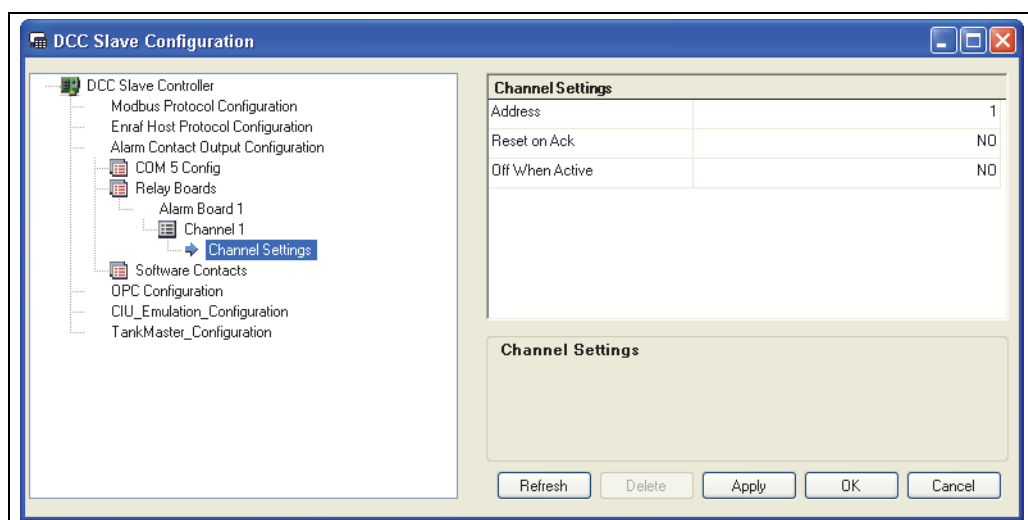 DCC Slave Configuration
DCC Slave Controller
Modbus Protocol Configuration
Enraf Host Protocol Configuration
Alarm Contact Output Configuration
COM 5 Config
Relay Boards
Alarm Board 1
Channel 1
Channel Settings
Software Contacts
OPC Configuration
CIU_Emulation_Configuration
TankMaster_Configuration
Channel Settings
Address 1
Reset on Ack NO
Off When Active NO
Channel Settings
Refresh Delete Apply OK Cancel